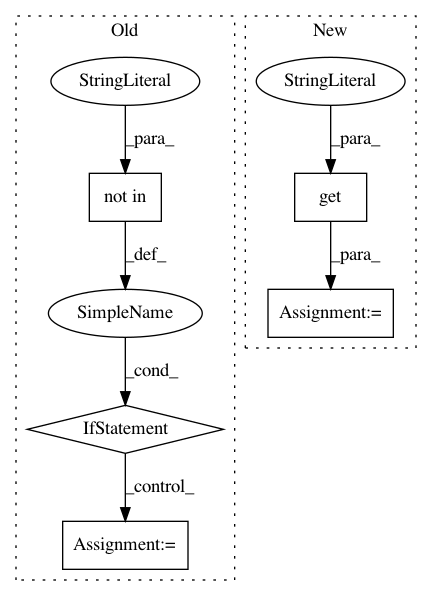 Old
StringLiteral
_para_
not in
_def_
SimpleName
_cond_
IfStatement
_control_
Assignment:=
New
StringLiteral
_para_
get
_para_
Assignment:=